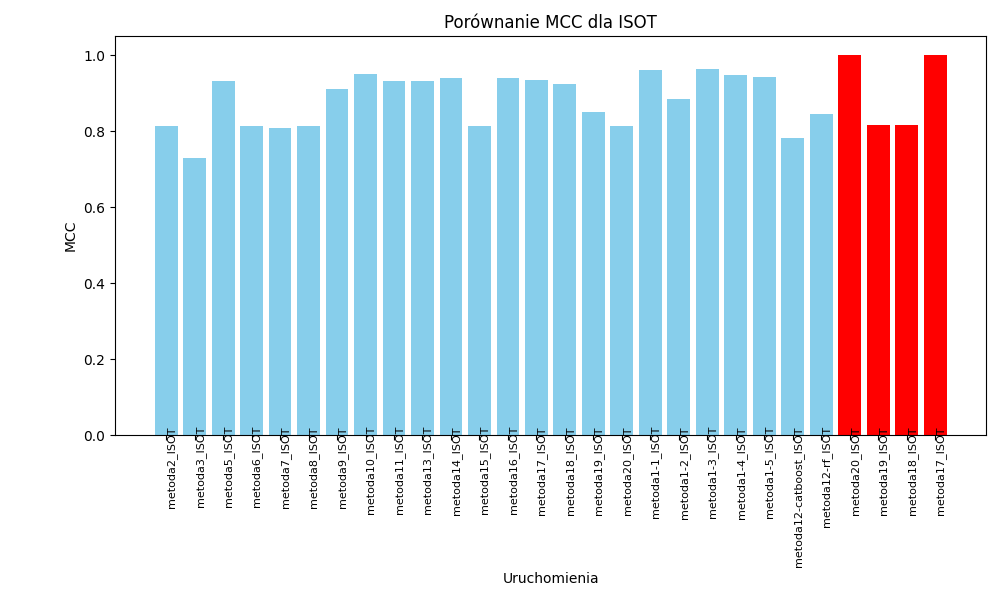 Porównanie MCC dla ISOT
MCC
1.0
0.8
0.6
0.4
0.2
0.0
metoda2_ISOT
metoda3_ISOT
metoda5_ISOT
metoda6_ISOT
metoda7_ISOT
metoda8_ISOT
metoda9_ISOT
metoda10_ISOT
metoda11_ISOT
metoda13_ISOT
metoda14_ISOT
metoda15_ISOT
metoda16_ISOT
metoda17_ISOT
metoda18_ISOT
metoda19_ISOT
metoda20_ISOT
metoda1-1_ISOT
metoda1-2_ISOT
metoda1-3_ISOT
metoda1-4_ISOT
metoda1-5_ISOT
metoda12-catboost_ISOT
metoda12-rf_ISOT
metoda20_ISOT
metoda19_ISOT
metoda18_ISOT
metoda17_ISOT
Uruchomienia